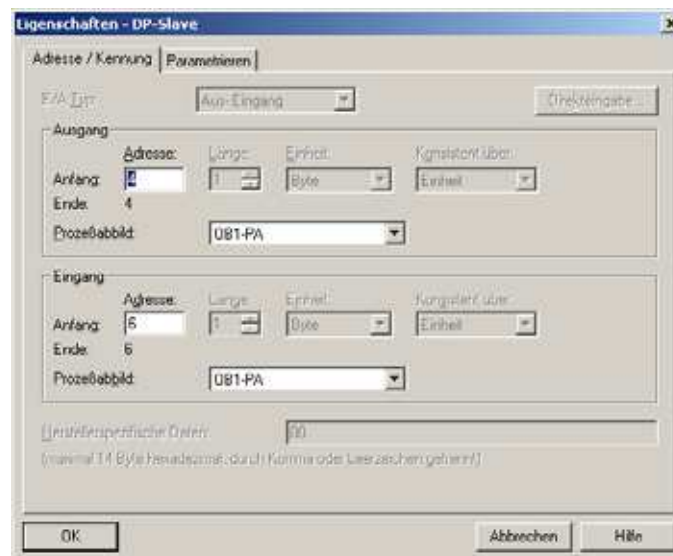 Eigenschaften - DP-Slave
Adresse / Kennung Parametrieren
E/A Typ: Aus-Eingang Direkteingabe...
Ausgang
Adresse: Länge: Einheit: Konsistent über:
Anfang: 4 1 Byte Einheit
Ende: 4
Prozeßabbild: OB1-PA
Eingang
Adresse: Länge: Einheit: Konsistent über:
Anfang: 6 1 Byte Einheit
Ende: 6
Prozeßabbild: OB1-PA
Herstellerspezifische Daten: 00
(maximal 14 Byte hexadezimal, durch Komma oder Leerzeichen getrennt)
OK Abbrechen Hilfe